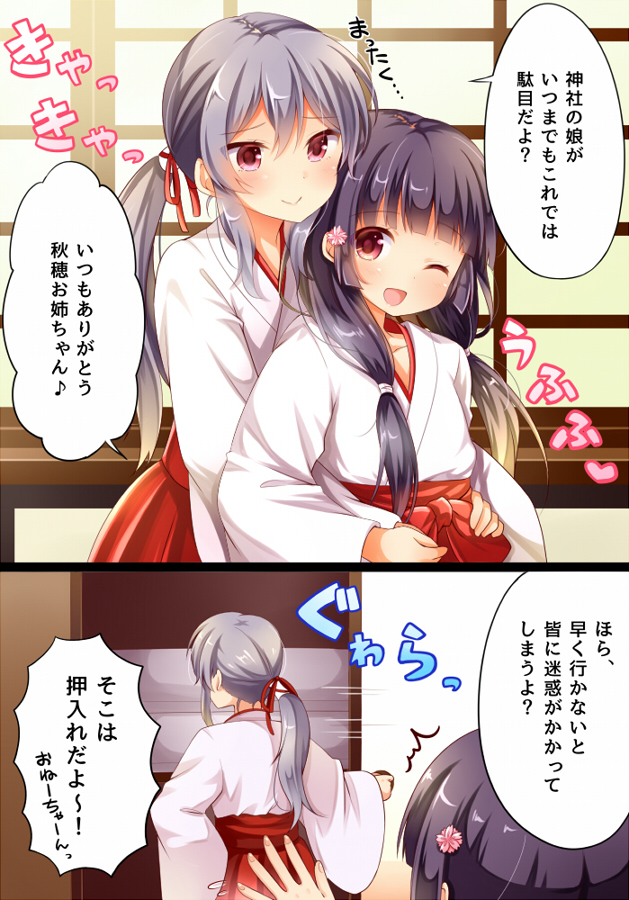 神社の娘が
いつまでもこれでは
駄目だよ?
まったく…
きゃっ
きゃっ
いつもありがとう
秋穂お姉ちゃん♪
うふふ♥
ほら、
早く行かないと
皆に迷惑がかかって
しまうよ?
ぐわらっ
そこは
押入れだよ~!
おねーちゃーんっ